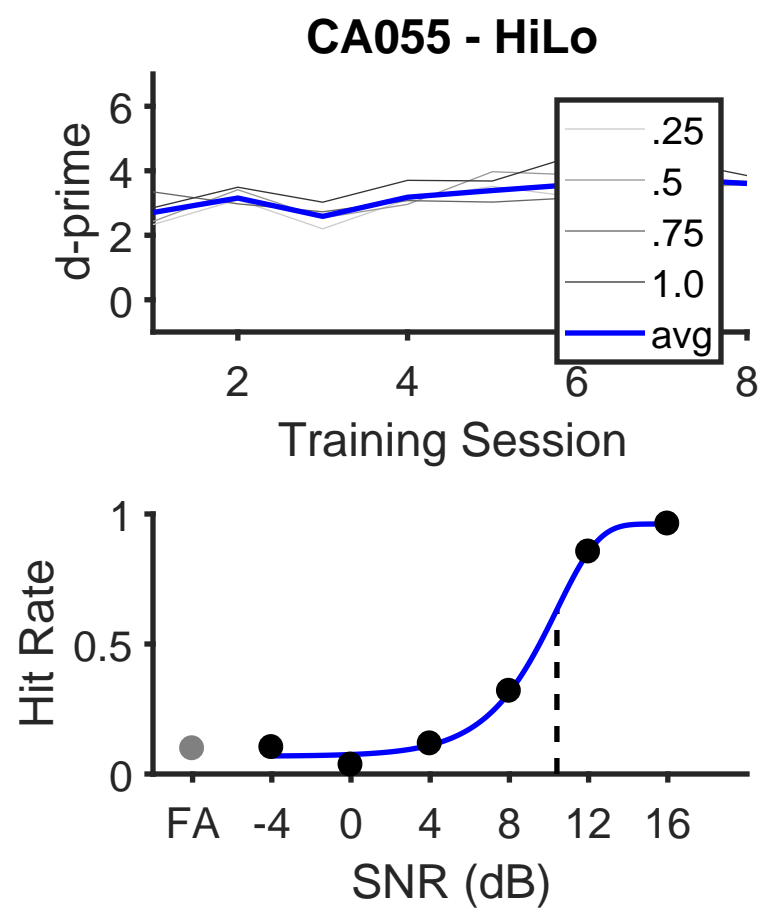 CA055 - HiLo
6
4
2
0
d-prime
.25
.5
.75
1.0
avg
2 4 6 8
Training Session
1
0.5
0
Hit Rate
FA -4 0 4 8 12 16
SNR (dB)